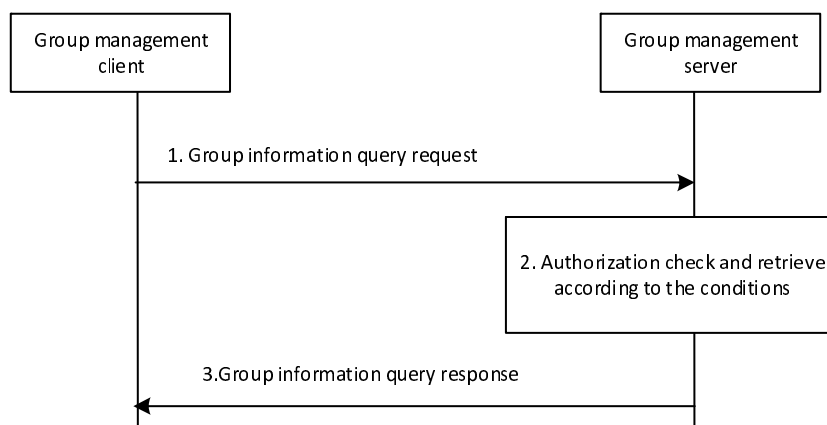 Group management
client
Group management
server
1. Group information query request
2. Authorization check and retrieve
according to the conditions
3.Group information query response